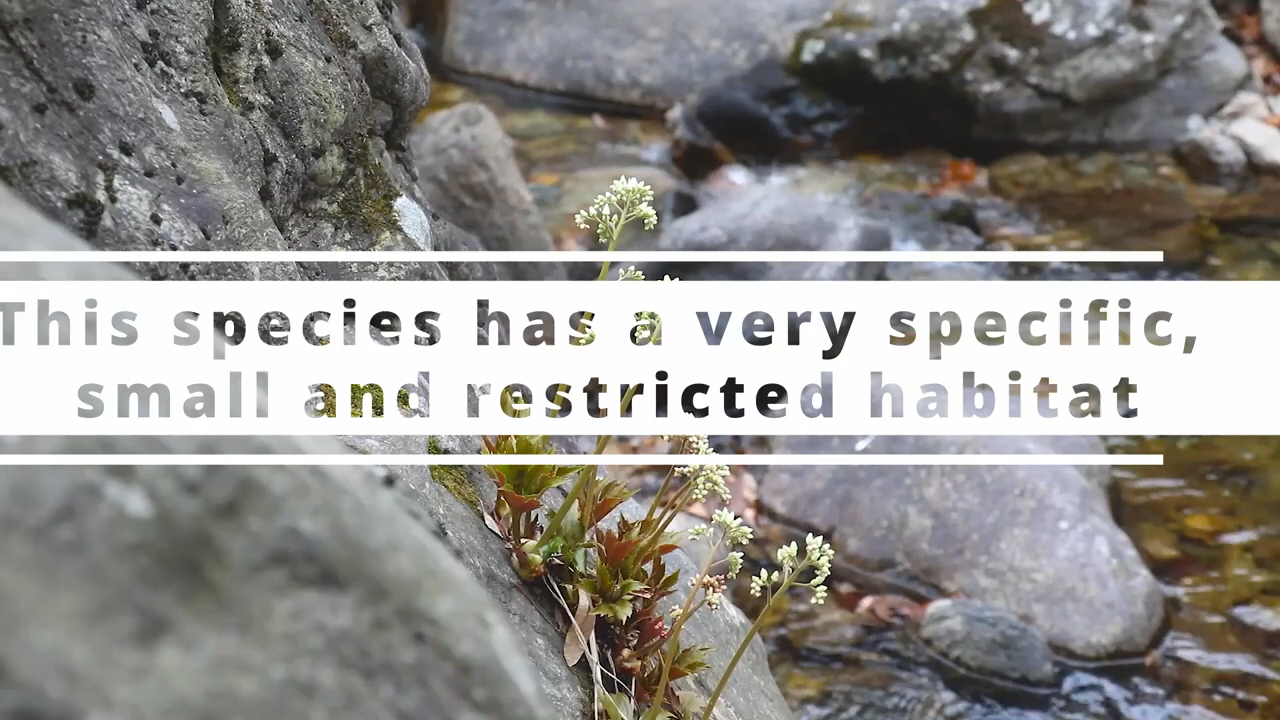 This species has a very specific,
small and restricted habitat